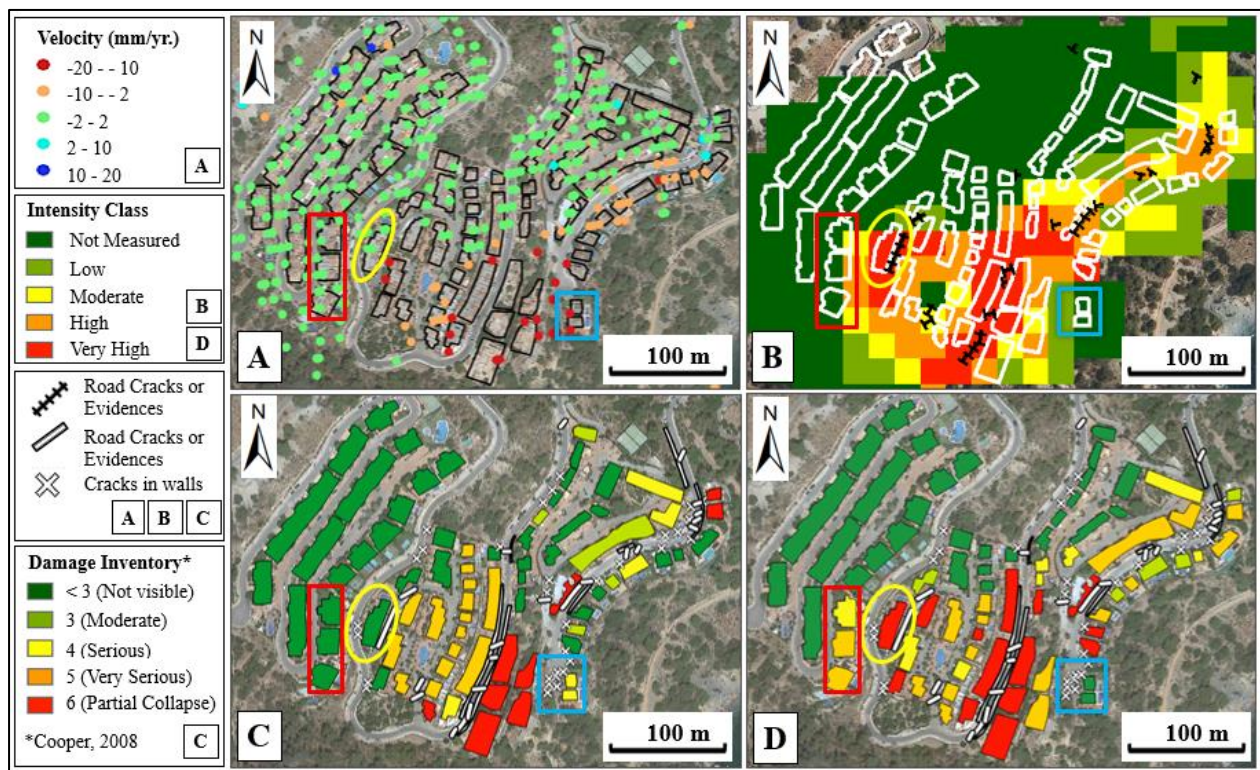 Velocity (mm/yr.)
-20 - - 10
-10 - - 2
-2 - 2
2 - 10
10 - 20
A
Intensity Class
Not Measured
Low
Moderate
B
High
D
Very High
Road Cracks or
Evidences
Road Cracks or
Evidences
Cracks in walls
A B C
Damage Inventory*
< 3 (Not visible)
3 (Moderate)
4 (Serious)
5 (Very Serious)
6 (Partial Collapse)
*Cooper, 2008
C
N
A
100 m
N
B
100 m
N
C
100 m
N
D
100 m